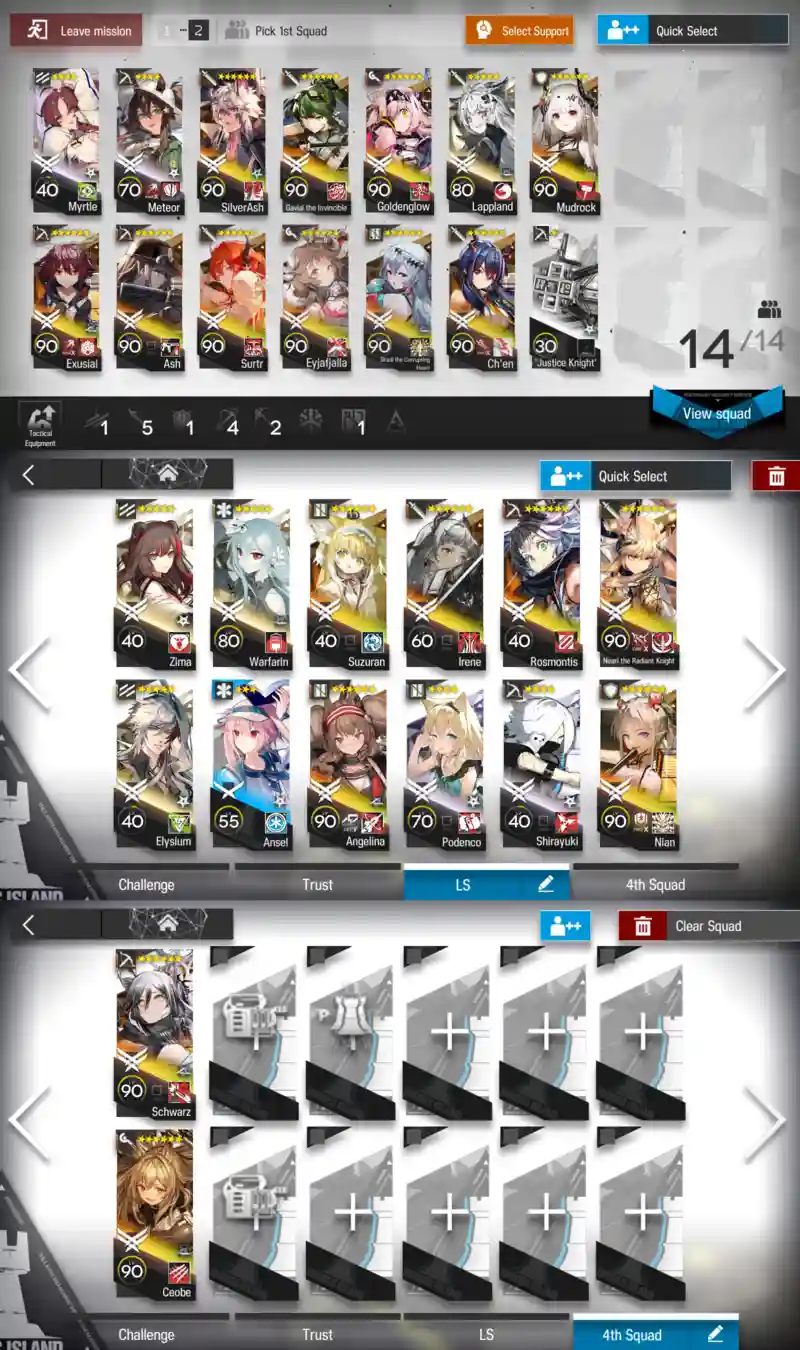 Leave mission
1 - 2
Pick 1st Squad
Select Support
Quick Select
40
Myrtle
70
Meteor
90
SilverAsh
90
Gavial the Invincible
90
Goldenglow
80
Lappland
90
Mudrock
90
Exusiai
90
Ash
90
Surtr
90
Eyjafjalla
90
Skadi the Corrupting
Heart
90
Ch'en
30
'Justice Knight'
14/14
Tactical
Equipment
1
5
1
4
2
1
View squad
Quick Select
40
Zima
80
Warfarin
40
Suzuran
60
Irene
40
Rosmontis
90
Nearl the Radiant Knight
40
Elysium
55
Ansel
90
Angelina
70
Podenco
40
Shirayuki
90
Nian
ISLAND
Challenge
Trust
LS
4th Squad
Clear Squad
90
Schwarz
P
90
Ceobe
ISLAND
Challenge
Trust
LS
4th Squad